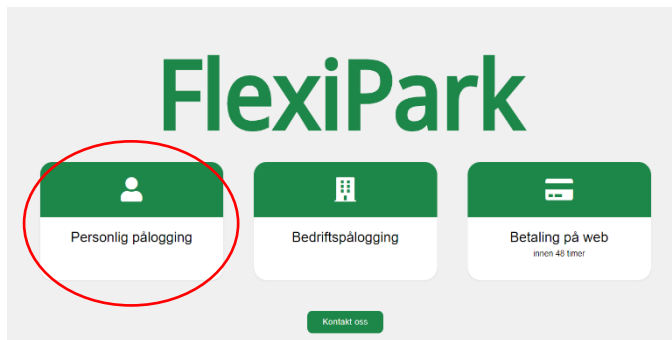 FlexiPark
Personlig pålogging
Bedriftspålogging
Betaling på web
innen 48 timer
Kontakt oss